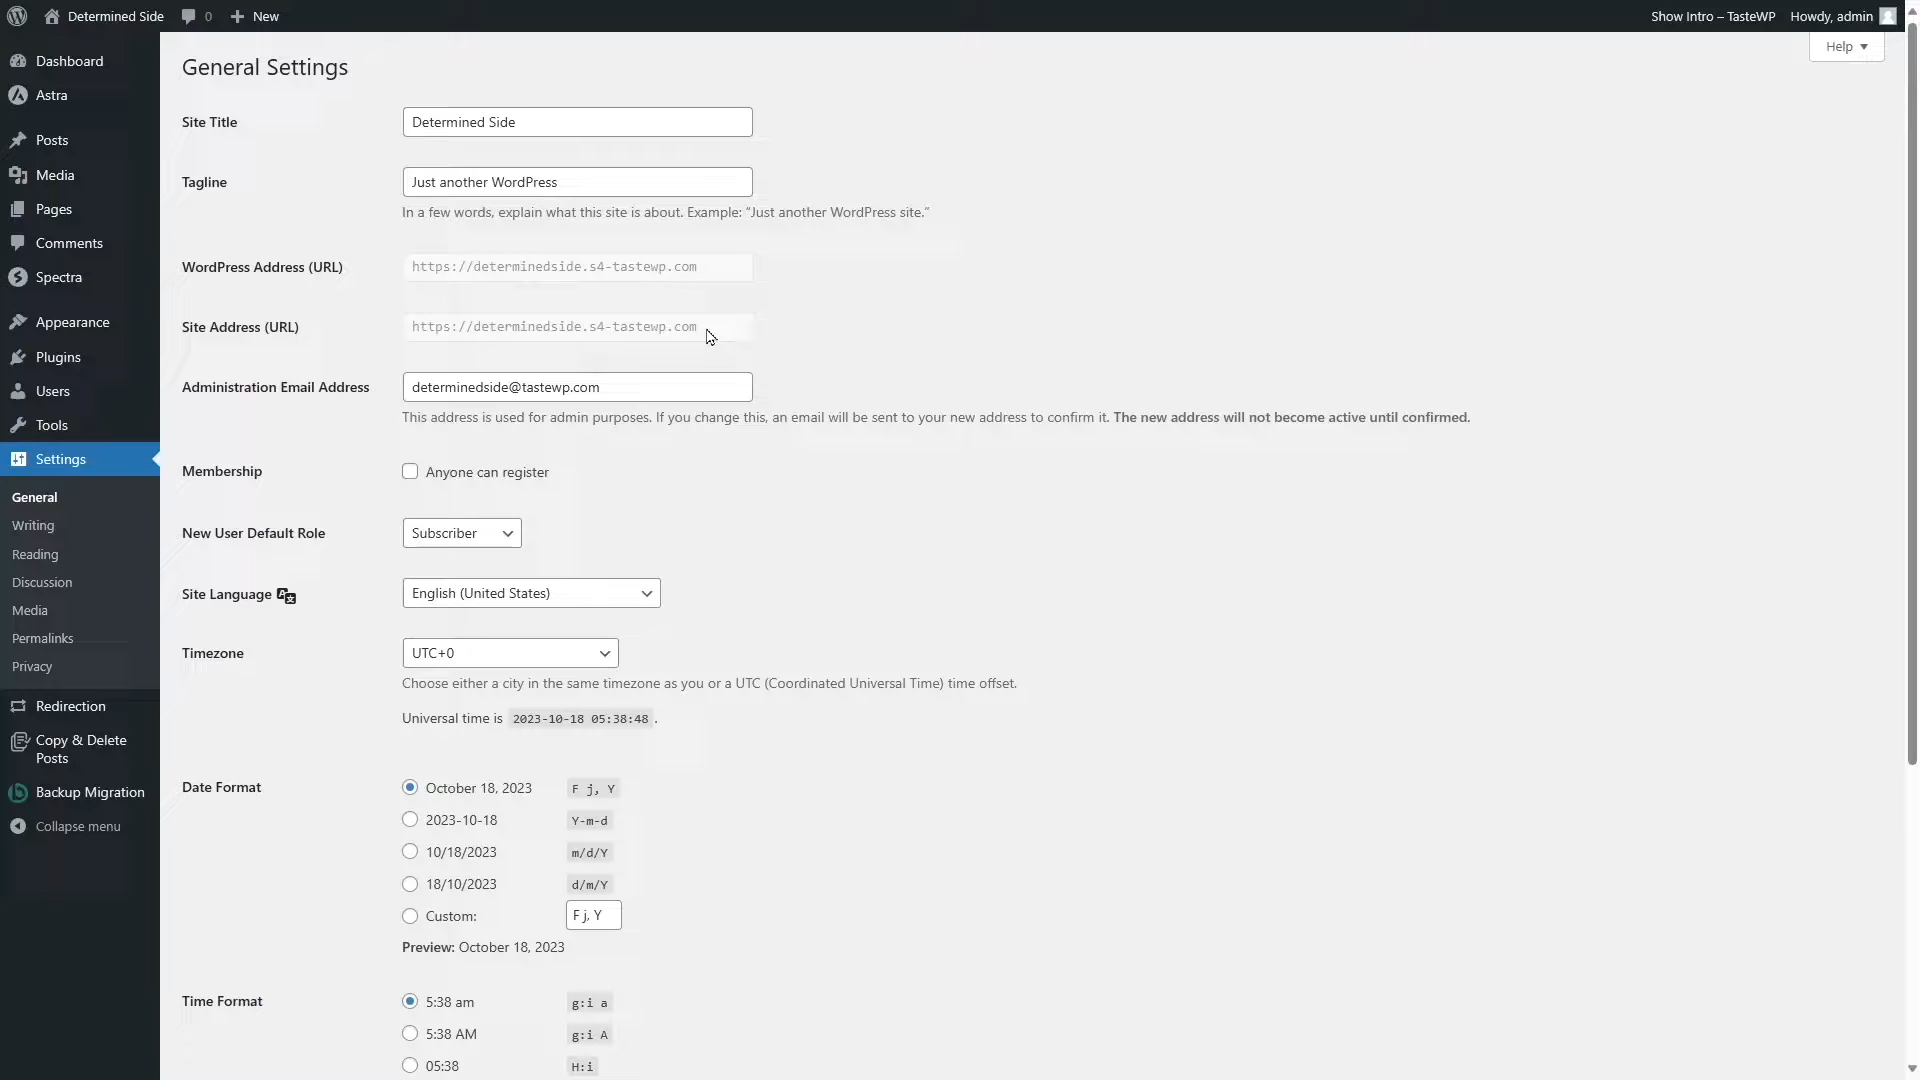 Determined Side
0
New
Show Intro – TasteWP
Howdy, admin
Help
Dashboard
Astra
Posts
Media
Pages
Comments
Spectra
Appearance
Plugins
Users
Tools
Settings
General
Writing
Reading
Discussion
Media
Permalinks
Privacy
Redirection
Copy & Delete
Posts
Backup Migration
Collapse menu
General Settings
Site Title
Determined Side
Tagline
Just another WordPress
In a few words, explain what this site is about. Example: “Just another WordPress site.”
WordPress Address (URL)
https://determinedside.s4-tastewp.com
Site Address (URL)
https://determinedside.s4-tastewp.com
Administration Email Address
determinedside@tastewp.com
This address is used for admin purposes. If you change this, an email will be sent to your new address to confirm it. The new address will not become active until confirmed.
Membership
Anyone can register
New User Default Role
Subscriber
Site Language
English (United States)
Timezone
UTC+0
Choose either a city in the same timezone as you or a UTC (Coordinated Universal Time) time offset.
Universal time is 2023-10-18 05:38:48 .
Date Format
October 18, 2023 F j, Y
2023-10-18 Y-m-d
10/18/2023 m/d/Y
18/10/2023 d/m/Y
Custom: F j, Y
Preview: October 18, 2023
Time Format
5:38 am g:i a
5:38 AM g:i A
05:38 H:i